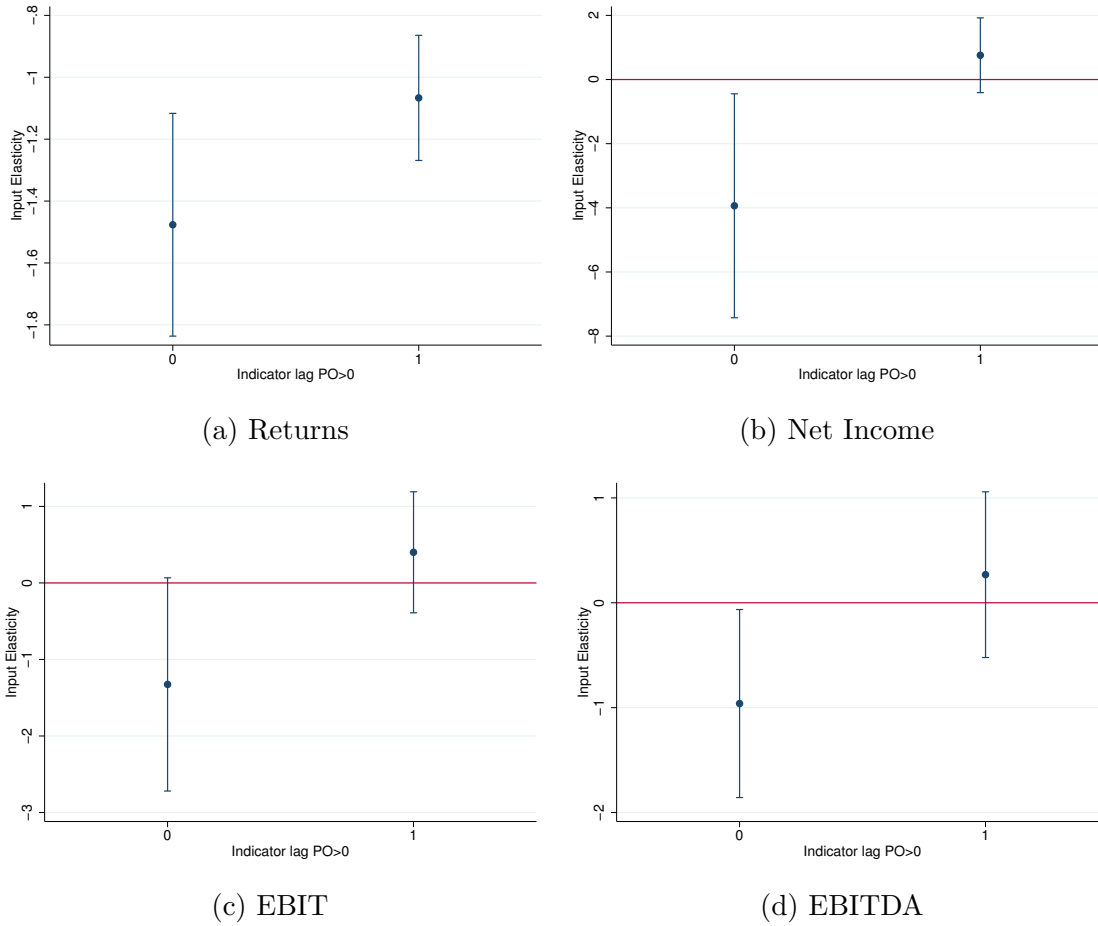 −.8
−1
−1.2
−1.4
−1.6
−1.8
Input Elasticity
0 1
Indicator lag PO>0
(a) Returns
2
0
−2
−4
−6
−8
Input Elasticity
0 1
Indicator lag PO>0
(b) Net Income
1
0
−1
−2
−3
Input Elasticity
0 1
Indicator lag PO>0
(c) EBIT
1
0
−1
−2
Input Elasticity
0 1
Indicator lag PO>0
(d) EBITDA